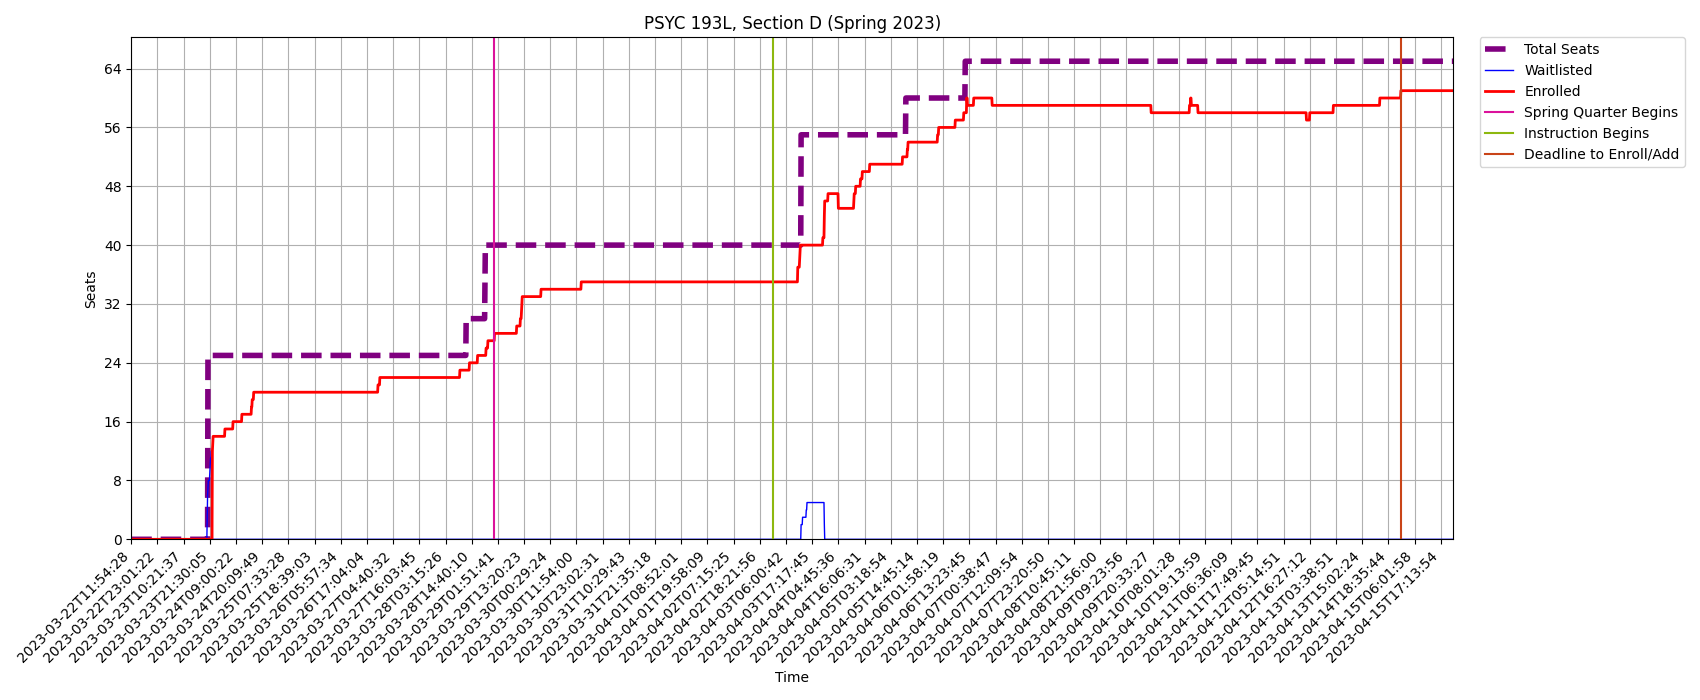 PSYC 193L, Section D (Spring 2023)
Total Seats
Waitlisted
Enrolled
Spring Quarter Begins
Instruction Begins
Deadline to Enroll/Add
Seats
64
56
48
40
32
24
16
8
0
2023-03-22T11:54:28
2023-03-22T23:01:22
2023-03-23T10:21:37
2023-03-23T21:30:05
2023-03-24T09:00:22
2023-03-24T20:09:49
2023-03-25T07:33:28
2023-03-25T18:39:03
2023-03-26T05:57:34
2023-03-26T17:04:04
2023-03-27T04:40:32
2023-03-27T16:03:45
2023-03-28T03:15:26
2023-03-28T14:40:10
2023-03-29T01:51:41
2023-03-29T13:20:23
2023-03-30T00:29:24
2023-03-30T11:54:00
2023-03-30T23:02:31
2023-03-31T10:29:43
2023-03-31T21:35:18
2023-04-01T08:52:01
2023-04-01T19:58:09
2023-04-02T07:15:25
2023-04-02T18:21:56
2023-04-03T06:00:42
2023-04-03T17:17:45
2023-04-04T04:45:36
2023-04-04T16:06:31
2023-04-05T03:18:54
2023-04-05T14:45:14
2023-04-06T01:58:19
2023-04-06T13:23:45
2023-04-07T00:38:47
2023-04-07T12:09:54
2023-04-07T23:20:50
2023-04-08T10:45:11
2023-04-08T21:56:00
2023-04-09T09:23:56
2023-04-09T20:33:27
2023-04-10T08:01:28
2023-04-10T19:13:59
2023-04-11T06:36:09
2023-04-11T17:49:45
2023-04-12T05:14:51
2023-04-12T16:27:12
2023-04-13T03:38:51
2023-04-13T15:02:24
2023-04-14T18:35:44
2023-04-15T06:01:58
2023-04-15T17:13:54
Time